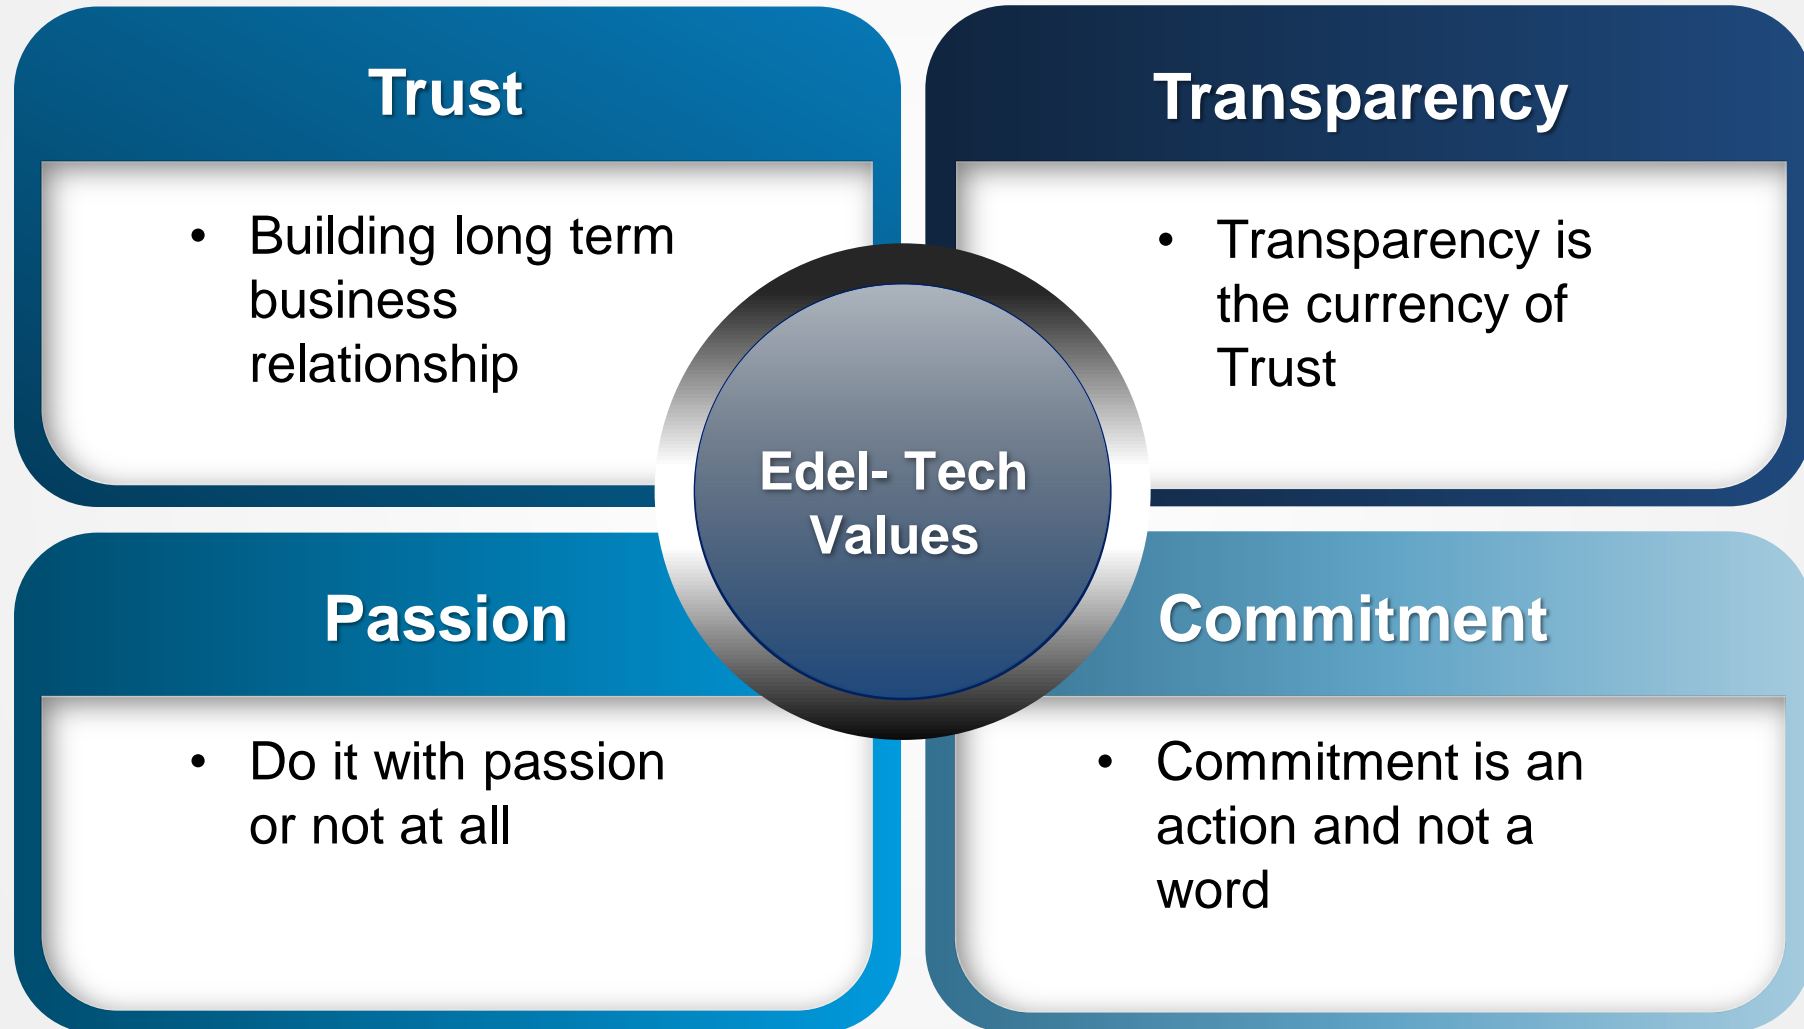 Trust
• Building long term
business
relationship
Transparency
• Transparency is
the currency of
Trust
Edel- Tech
Values
Passion
• Do it with passion
or not at all
Commitment
• Commitment is an
action and not a
word